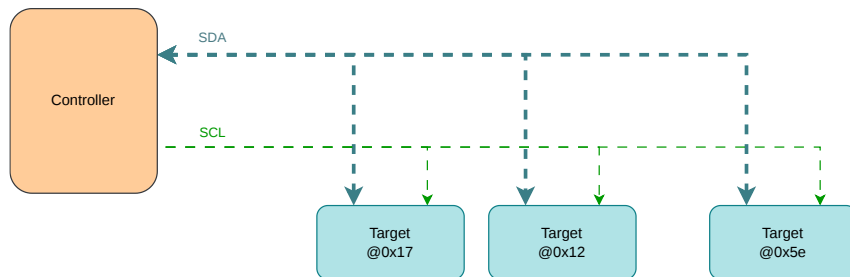 SDA
Controller
SCL
Target
@0x17
Target
@0x12
Target
@0x5e